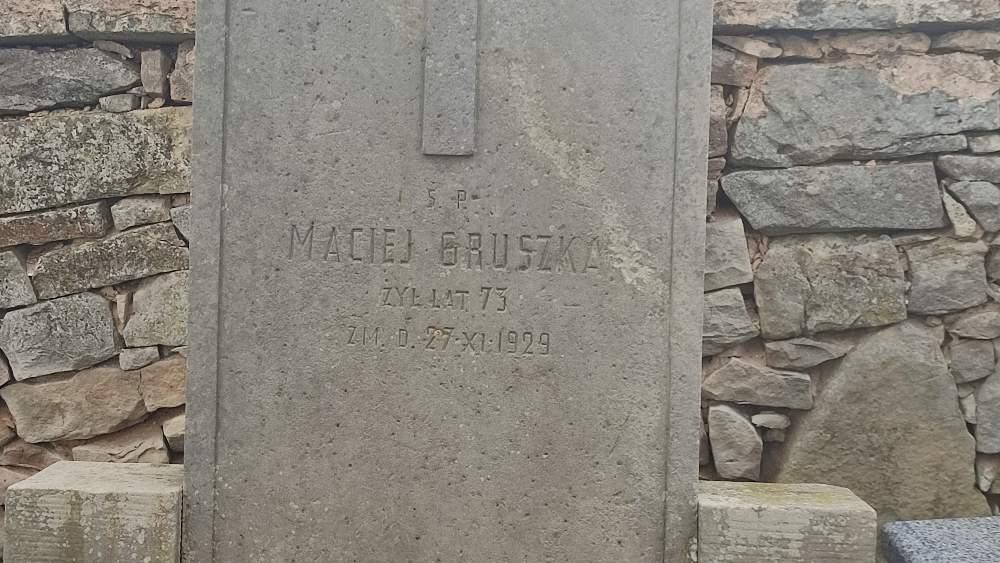 Ś. P.
MACIEJ GRUSZKA
ŻYŁ LAT 73
ZM. D. 27·XI·1929